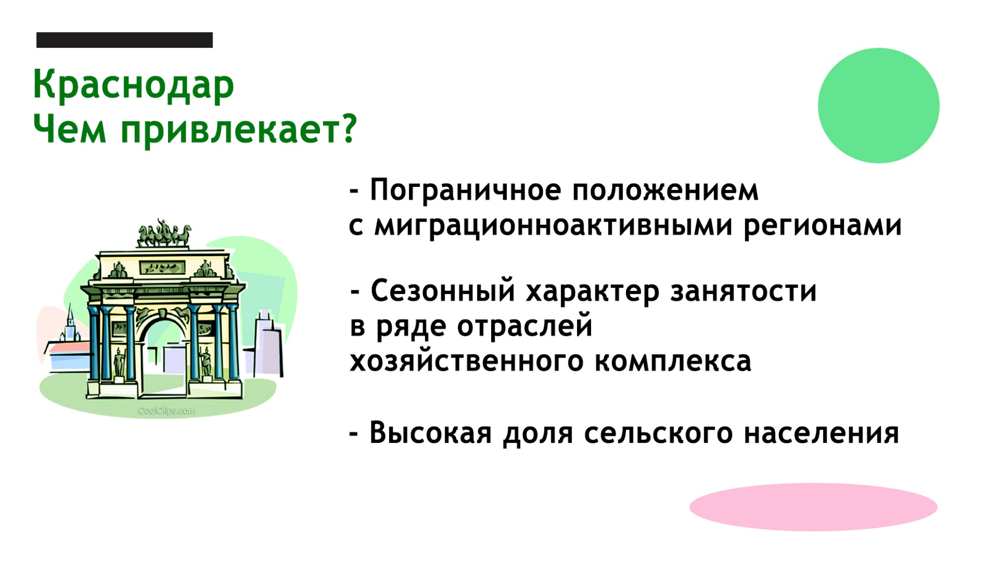 Краснодар
Чем привлекает?
- Пограничное положением
с миграционноактивными регионами
- Сезонный характер занятости
в ряде отраслей
хозяйственного комплекса
- Высокая доля сельского населения
CoolClips.com